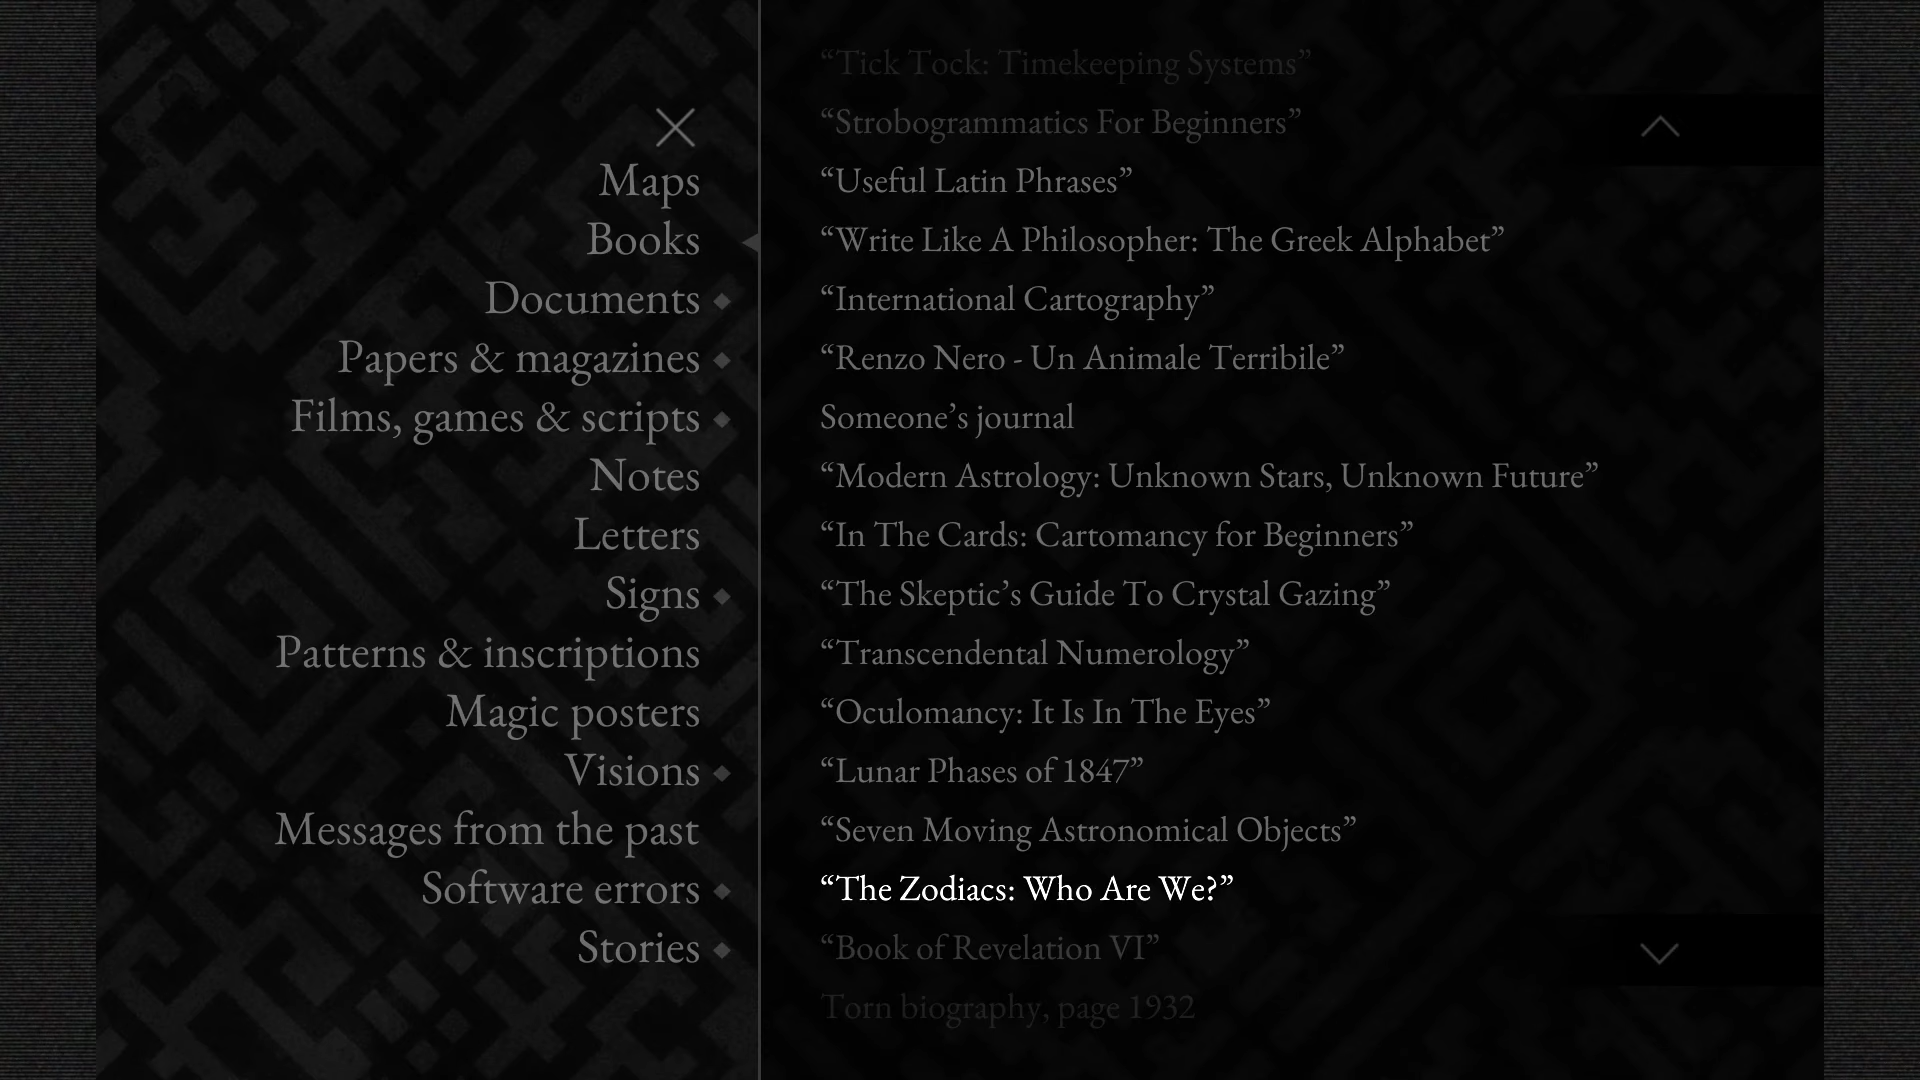 Maps
Books
Documents
Papers & magazines
Films, games & scripts
Notes
Letters
Signs
Patterns & inscriptions
Magic posters
Visions
Messages from the past
Software errors
Stories
“Tick Tock: Timekeeping Systems”
“Strobogrammatics For Beginners”
“Useful Latin Phrases”
“Write Like A Philosopher: The Greek Alphabet”
“International Cartography”
“Renzo Nero - Un Animale Terribile”
Someone’s journal
“Modern Astrology: Unknown Stars, Unknown Future”
“In The Cards: Cartomancy for Beginners”
“The Skeptic’s Guide To Crystal Gazing”
“Transcendental Numerology”
“Oculomancy: It Is In The Eyes”
“Lunar Phases of 1847”
“Seven Moving Astronomical Objects”
“The Zodiacs: Who Are We?”
“Book of Revelation VI”
Torn biography, page 1932